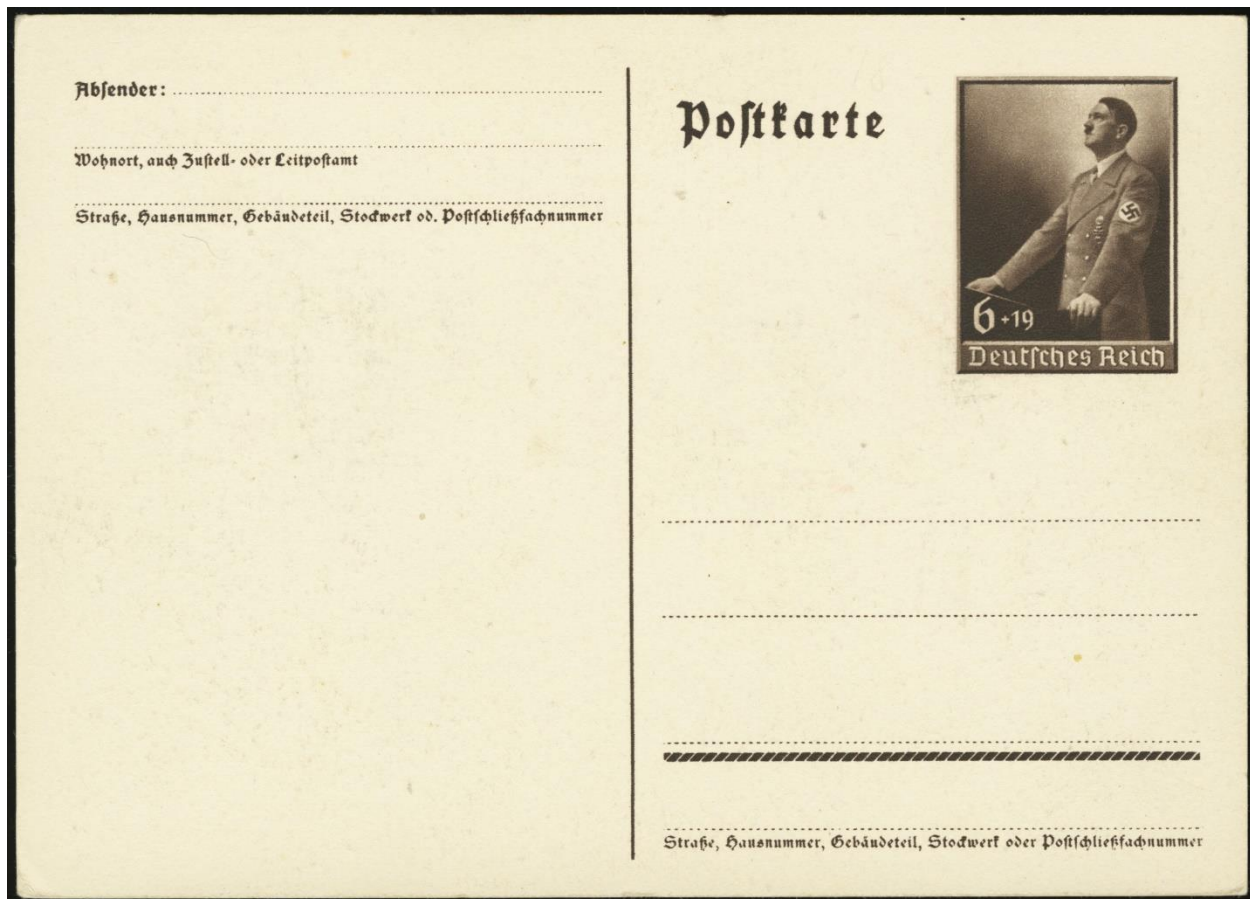 Absender:
Wohnort, auch Zustell- oder Leitpostamt
Straße, Hausnummer, Gebäudeteil, Stockwerk od. Postschließfachnummer
Postkarte
6 + 19
Deutsches Reich
Straße, Hausnummer, Gebäudeteil, Stockwerk oder Postschließfachnummer